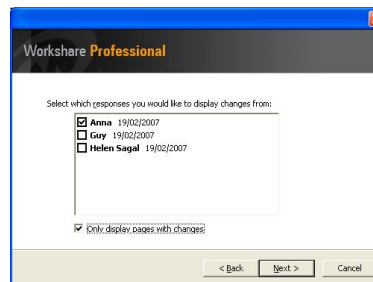 Workshare Professional
Select which responses you would like to display changes from:
Anna 19/02/2007
Guy 19/02/2007
Helen Sagal 19/02/2007
Only display pages with changes
< Back Next > Cancel